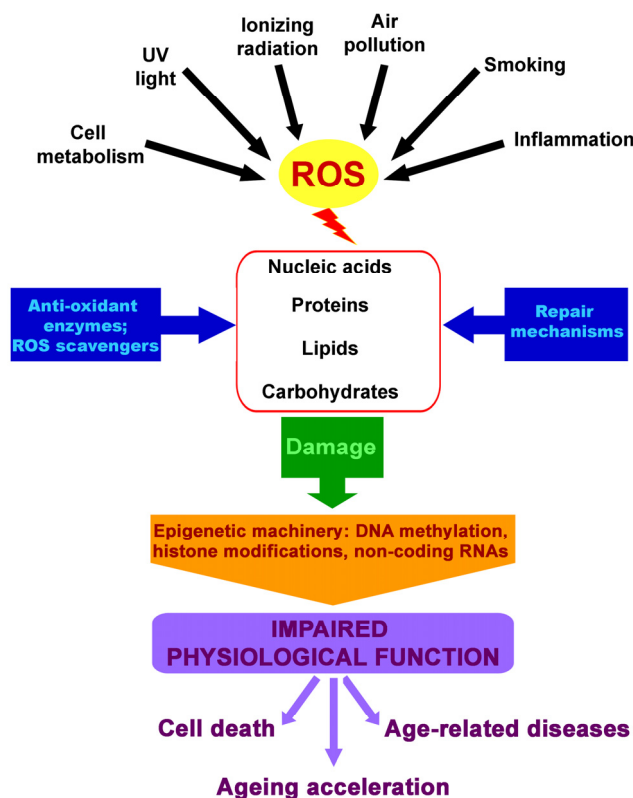 Ionizing
radiation
Air
pollution
UV
light
Smoking
Cell
metabolism
Inflammation
ROS
Nucleic acids
Proteins
Lipids
Carbohydrates
Anti-oxidant
enzymes;
ROS scavengers
Repair
mechanisms
Damage
Epigenetic machinery: DNA methylation,
histone modifications, non-coding RNAs
IMPAIRED
PHYSIOLOGICAL FUNCTION
Cell death
Age-related diseases
Ageing acceleration